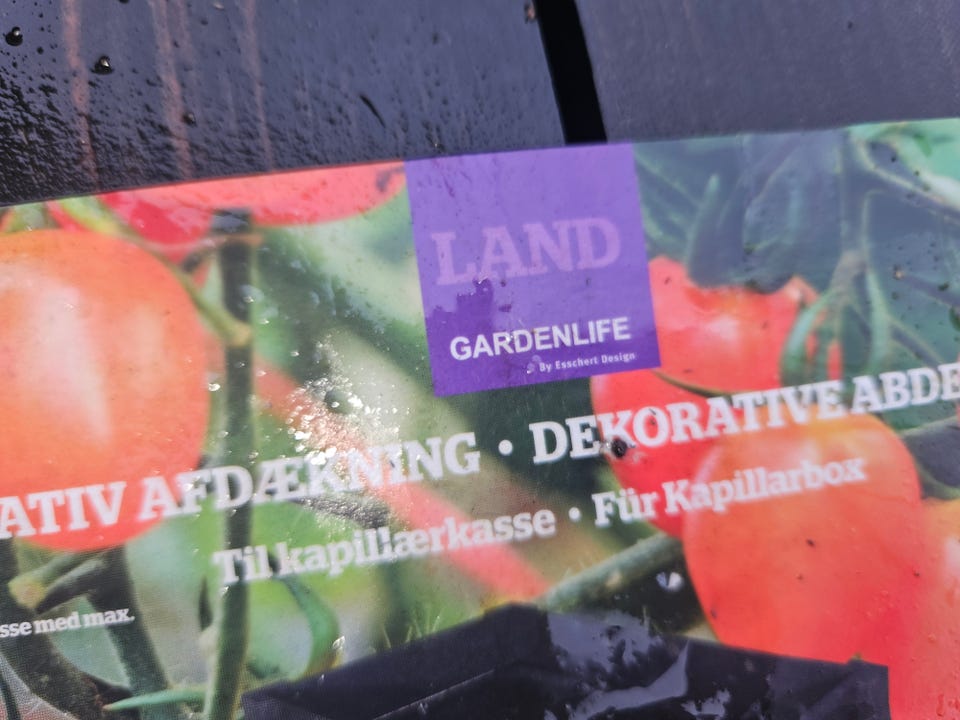 LAND
GARDENLIFE
By Esschert Design
ATIV AFDÆKNING • DEKORATIVE ABDE
Til kapillærkasse • Für Kapillarbox
sse med max.